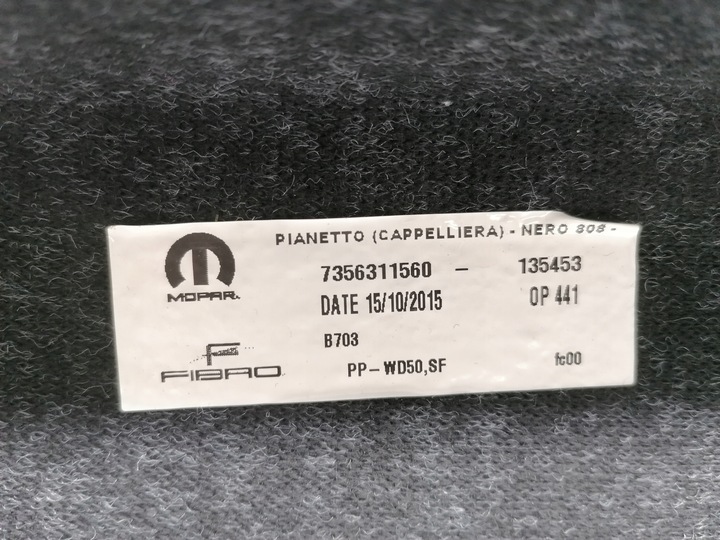 PIANETTO (CAPPELLIERA) - NERO 808 -
MOPAR.
7356311560 - 135453
DATE 15/10/2015 OP 441
B703
FIBRO
PP-WD50,SF fc00